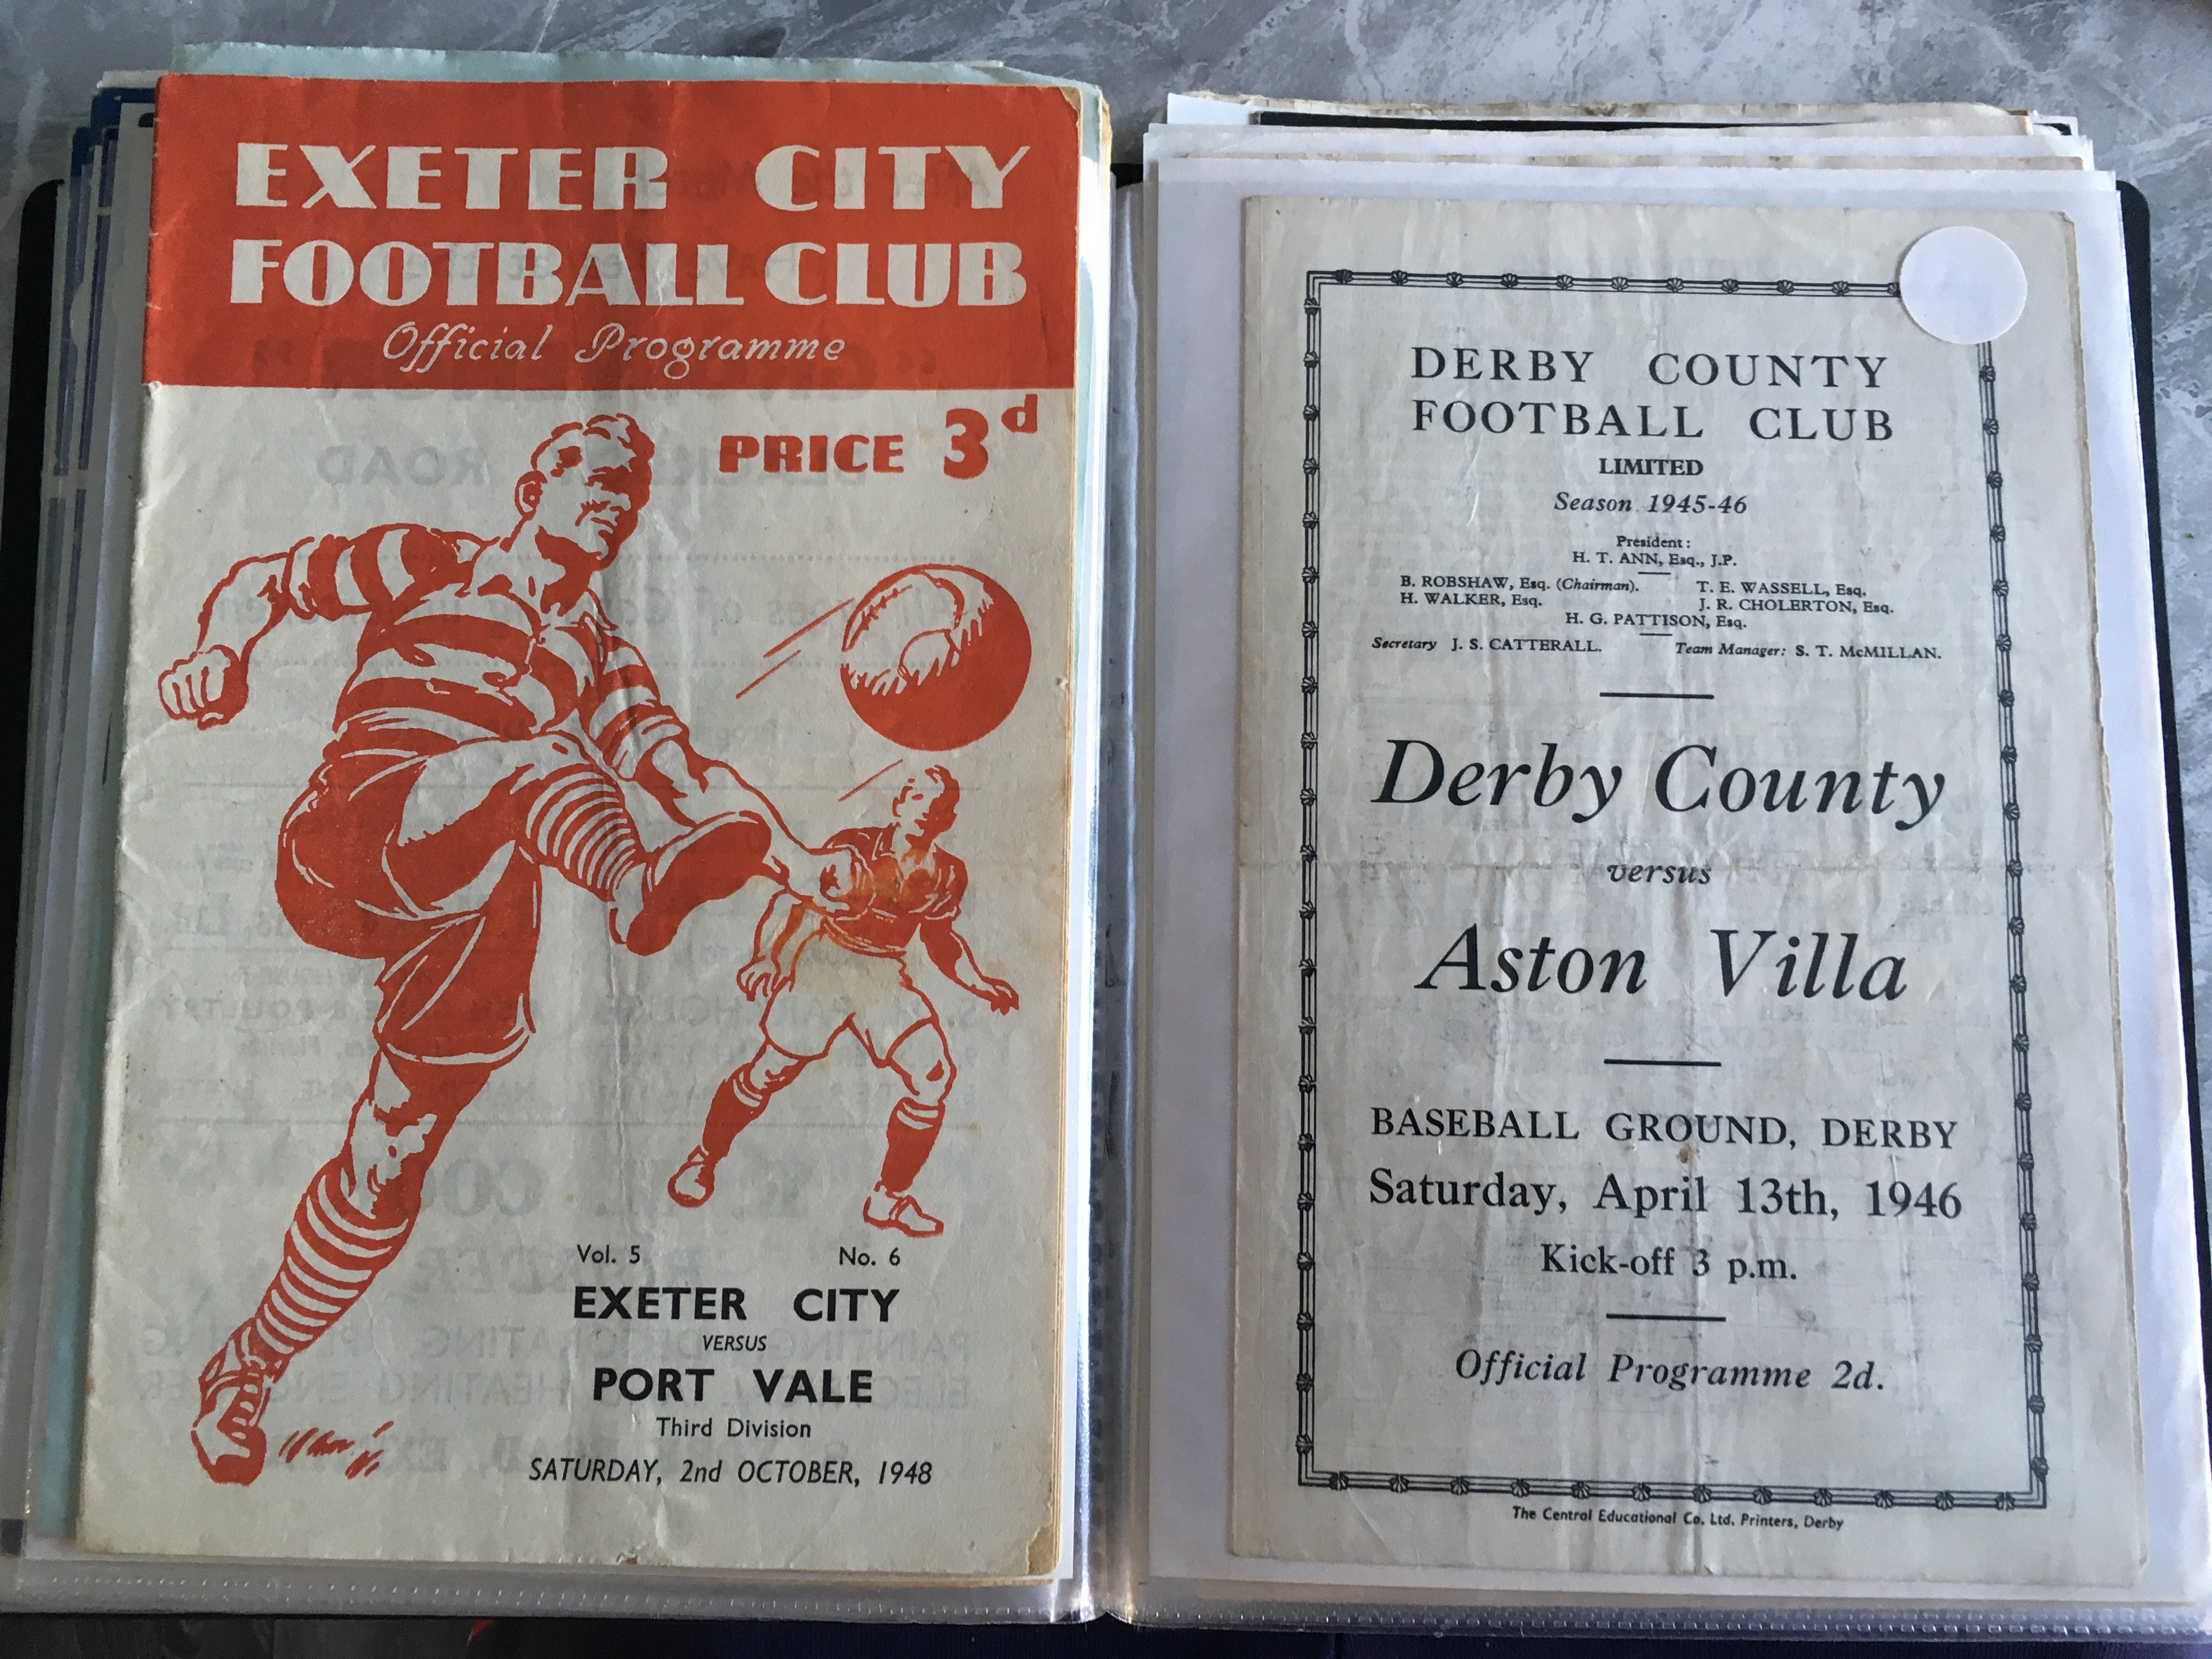 EXETER CITY
FOOTBALL CLUB
Official Programme
PRICE 3d
Vol. 5 No. 6
EXETER CITY
VERSUS
PORT VALE
Third Division
SATURDAY, 2nd OCTOBER, 1948
DERBY COUNTY
FOOTBALL CLUB
LIMITED
Season 1945-46
President:
H. T. ANN, Esq., J.P.
B. ROBSHAW, Esq. (Chairman). T. E. WASSELL, Esq.
H. WALKER, Esq. J. R. CHOLERTON, Esq.
H. G. PATTISON, Esq.
Secretary J. S. CATTERALL. Team Manager: S. T. McMILLAN.
Derby County
versus
Aston Villa
BASEBALL GROUND, DERBY
Saturday, April 13th, 1946
Kick-off 3 p.m.
Official Programme 2d.
The Central Educational Co. Ltd. Printers, Derby